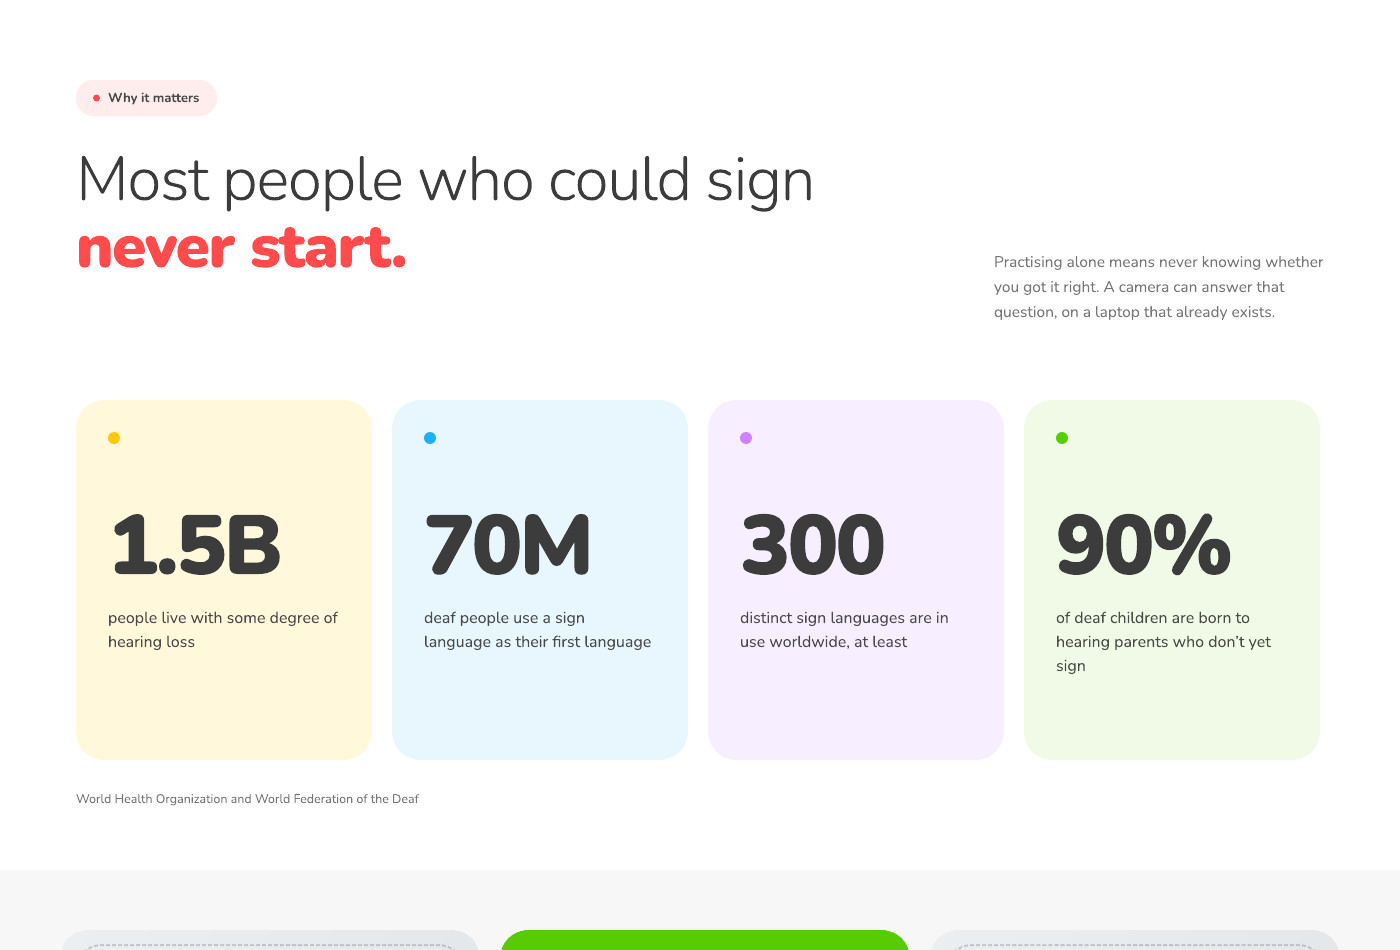 Why it matters
Most people who could sign
never start.
Practising alone means never knowing whether
you got it right. A camera can answer that
question, on a laptop that already exists.
1.5B
people live with some degree of
hearing loss
70M
deaf people use a sign
language as their first language
300
distinct sign languages are in
use worldwide, at least
90%
of deaf children are born to
hearing parents who don’t yet
sign
World Health Organization and World Federation of the Deaf